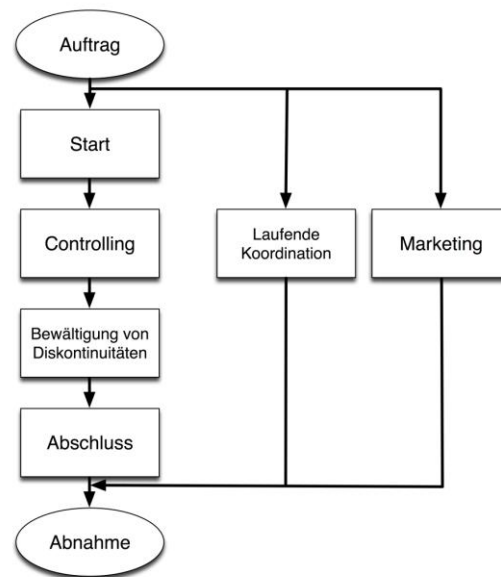 Auftrag
Start
Controlling
Laufende
Koordination
Marketing
Bewältigung von
Diskontinuitäten
Abschluss
Abnahme